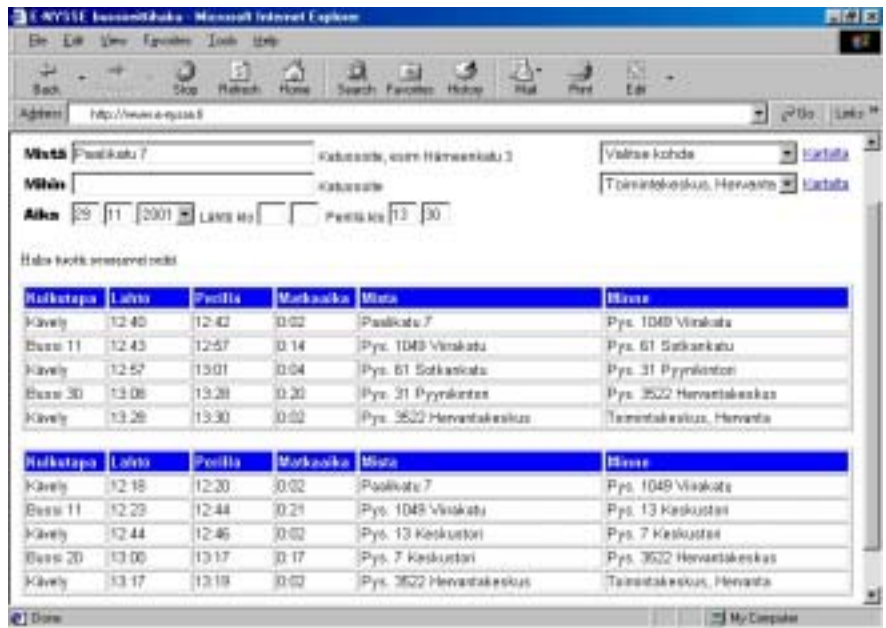 E-NYSSE bussireittihaku - Microsoft Internet Explorer
File Edit View Favorites Tools Help
Back Stop Refresh Home Search Favorites History Mail Print Edit
Address http://www.e-nysse.fi Go Links »
Mistä Paalikatu 7 Katuosoite, esim Hämeenkatu 3 Valitse kohde Kartalta
Mihin Katuosoite Toimintakeskus, Hervanta Kartalta
Aika 29 11 2001 Lähtö klo Perillä klo 13 30
Haku tuotti seuraavat reitit
Kulkutapa Lähtö Perillä Matkaaika Mistä Minne
Kävely 12:40 12:42 0:02 Paalikatu 7 Pys. 1049 Viirakatu
Bussi 11 12:43 12:57 0:14 Pys. 1049 Viirakatu Pys. 61 Sotkankatu
Kävely 12:57 13:01 0:04 Pys. 61 Sotkankatu Pys. 31 Pyynikintori
Bussi 30 13:08 13:28 0:20 Pys. 31 Pyynikintori Pys. 3522 Hervantakeskus
Kävely 13:28 13:30 0:02 Pys. 3522 Hervantakeskus Toimintakeskus, Hervanta
Kulkutapa Lähtö Perillä Matkaaika Mistä Minne
Kävely 12:18 12:20 0:02 Paalikatu 7 Pys. 1049 Viirakatu
Bussi 11 12:23 12:44 0:21 Pys. 1049 Viirakatu Pys. 13 Keskustori
Kävely 12:44 12:46 0:02 Pys. 13 Keskustori Pys. 7 Keskustori
Bussi 20 13:00 13:17 0:17 Pys. 7 Keskustori Pys. 3522 Hervantakeskus
Kävely 13:17 13:19 0:02 Pys. 3522 Hervantakeskus Toimintakeskus, Hervanta
Done My Computer